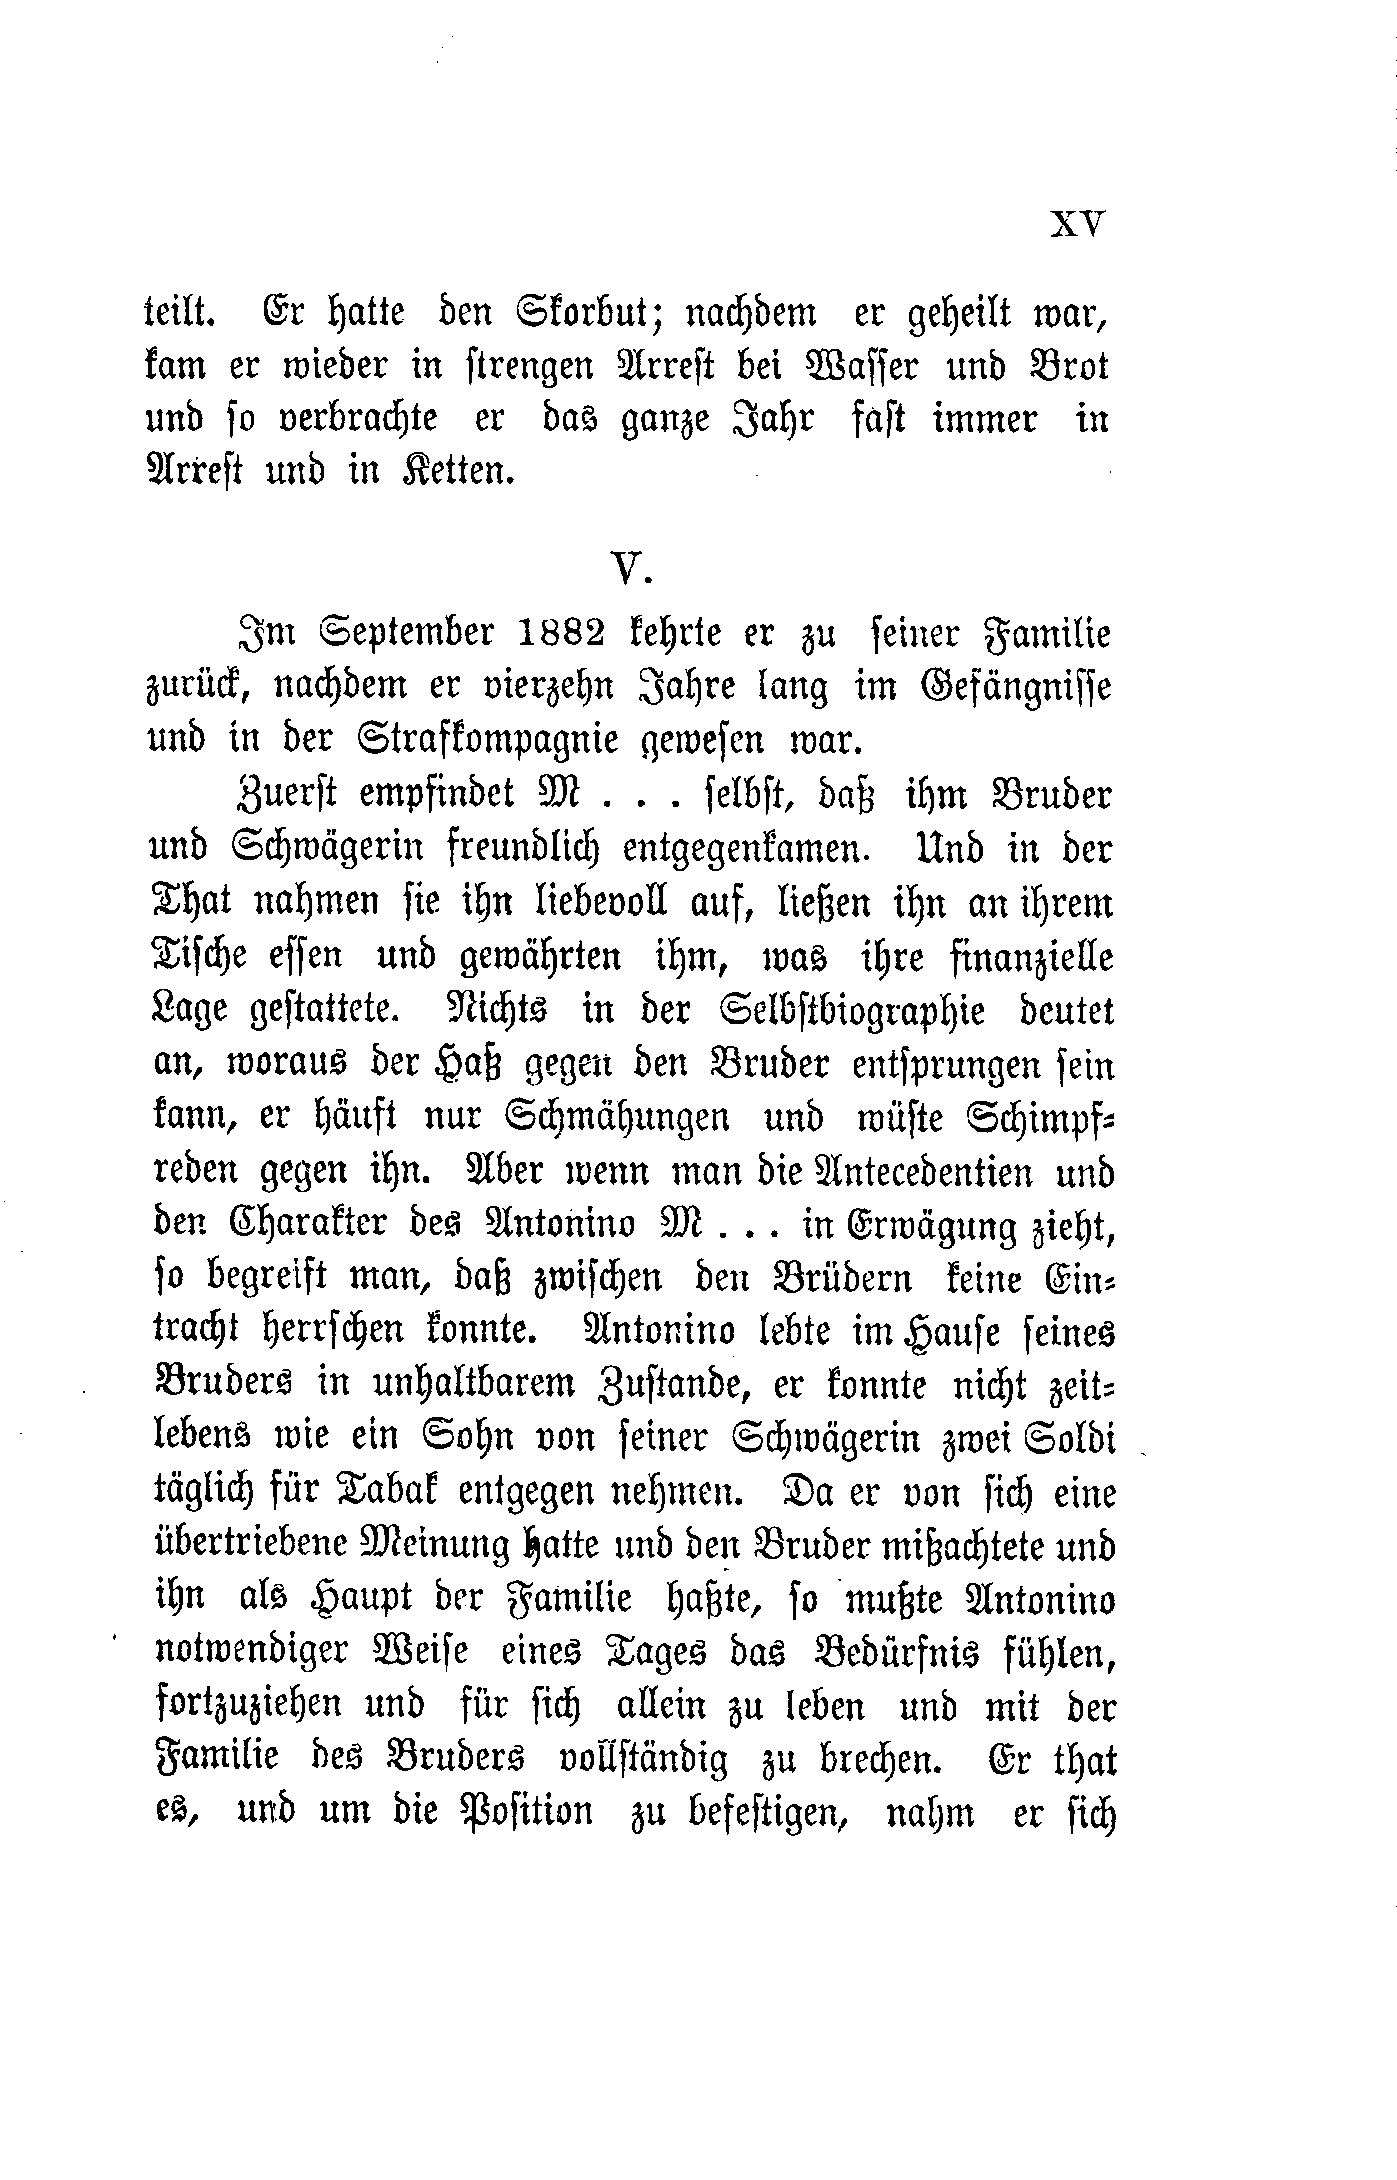 XV
teilt. Er hatte den Skorbut; nachdem er geheilt war,
kam er wieder in strengen Arrest bei Wasser und Brot
und so verbrachte er das ganze Jahr fast immer in
Arrest und in Ketten.
V.
Im September 1882 kehrte er zu seiner Familie
zurück, nachdem er vierzehn Jahre lang im Gefängnisse
und in der Strafkompagnie gewesen war.
Zuerst empfindet M . . . selbst, daß ihm Bruder
und Schwägerin freundlich entgegenkamen. Und in der
That nahmen sie ihn liebevoll auf, ließen ihn an ihrem
Tische essen und gewährten ihm, was ihre finanzielle
Lage gestattete. Nichts in der Selbstbiographie deutet
an, woraus der Haß gegen den Bruder entsprungen sein
kann, er häuft nur Schmähungen und wüste Schimpf-
reden gegen ihn. Aber wenn man die Antecedentien und
den Charakter des Antonino M . . . in Erwägung zieht,
so begreift man, daß zwischen den Brüdern keine Ein-
tracht herrschen konnte. Antonino lebte im Hause seines
Bruders in unhaltbarem Zustande, er konnte nicht zeit-
lebens wie ein Sohn von seiner Schwägerin zwei Soldi
täglich für Tabak entgegen nehmen. Da er von sich eine
übertriebene Meinung hatte und den Bruder mißachtete und
ihn als Haupt der Familie haßte, so mußte Antonino
notwendiger Weise eines Tages das Bedürfnis fühlen,
fortzuziehen und für sich allein zu leben und mit der
Familie des Bruders vollständig zu brechen. Er that
es, und um die Position zu befestigen, nahm er sich